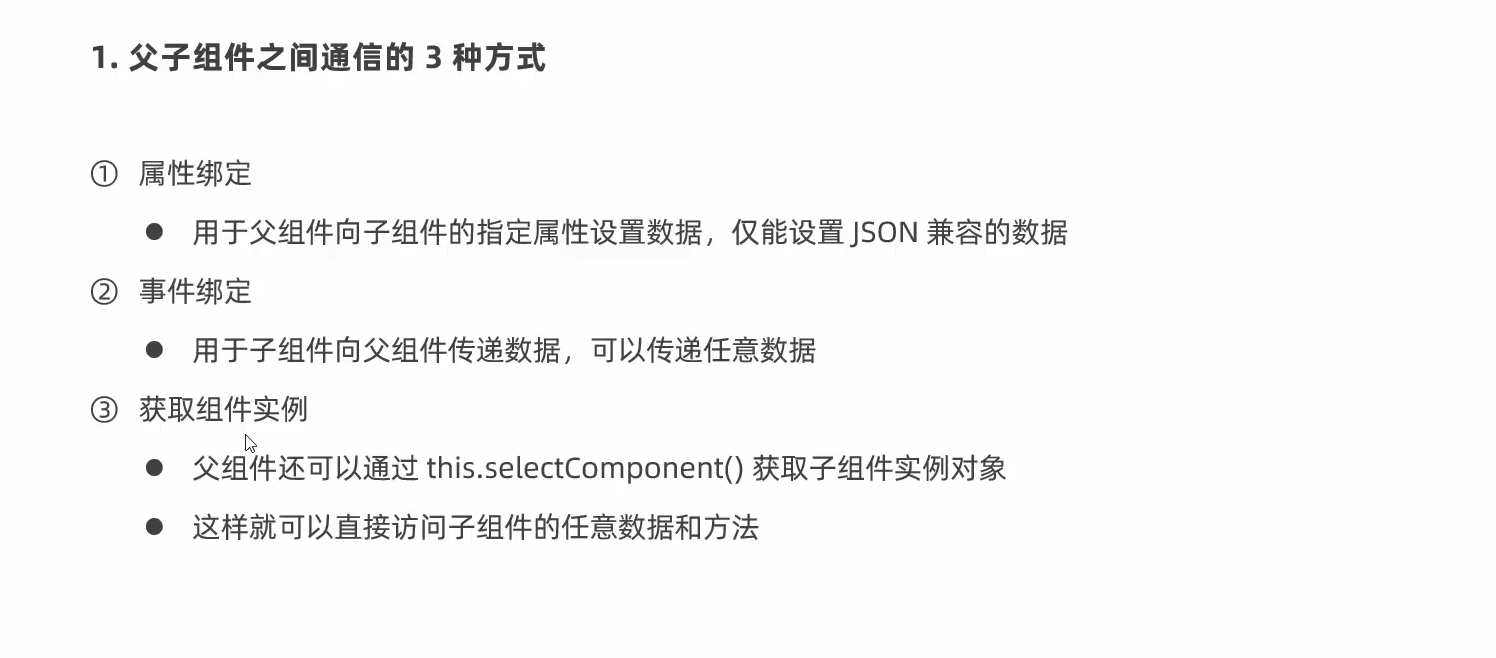 1. 父子组件之间通信的 3 种方式
① 属性绑定
● 用于父组件向子组件的指定属性设置数据，仅能设置 JSON 兼容的数据
② 事件绑定
● 用于子组件向父组件传递数据，可以传递任意数据
③ 获取组件实例
● 父组件还可以通过 this.selectComponent() 获取子组件实例对象
● 这样就可以直接访问子组件的任意数据和方法